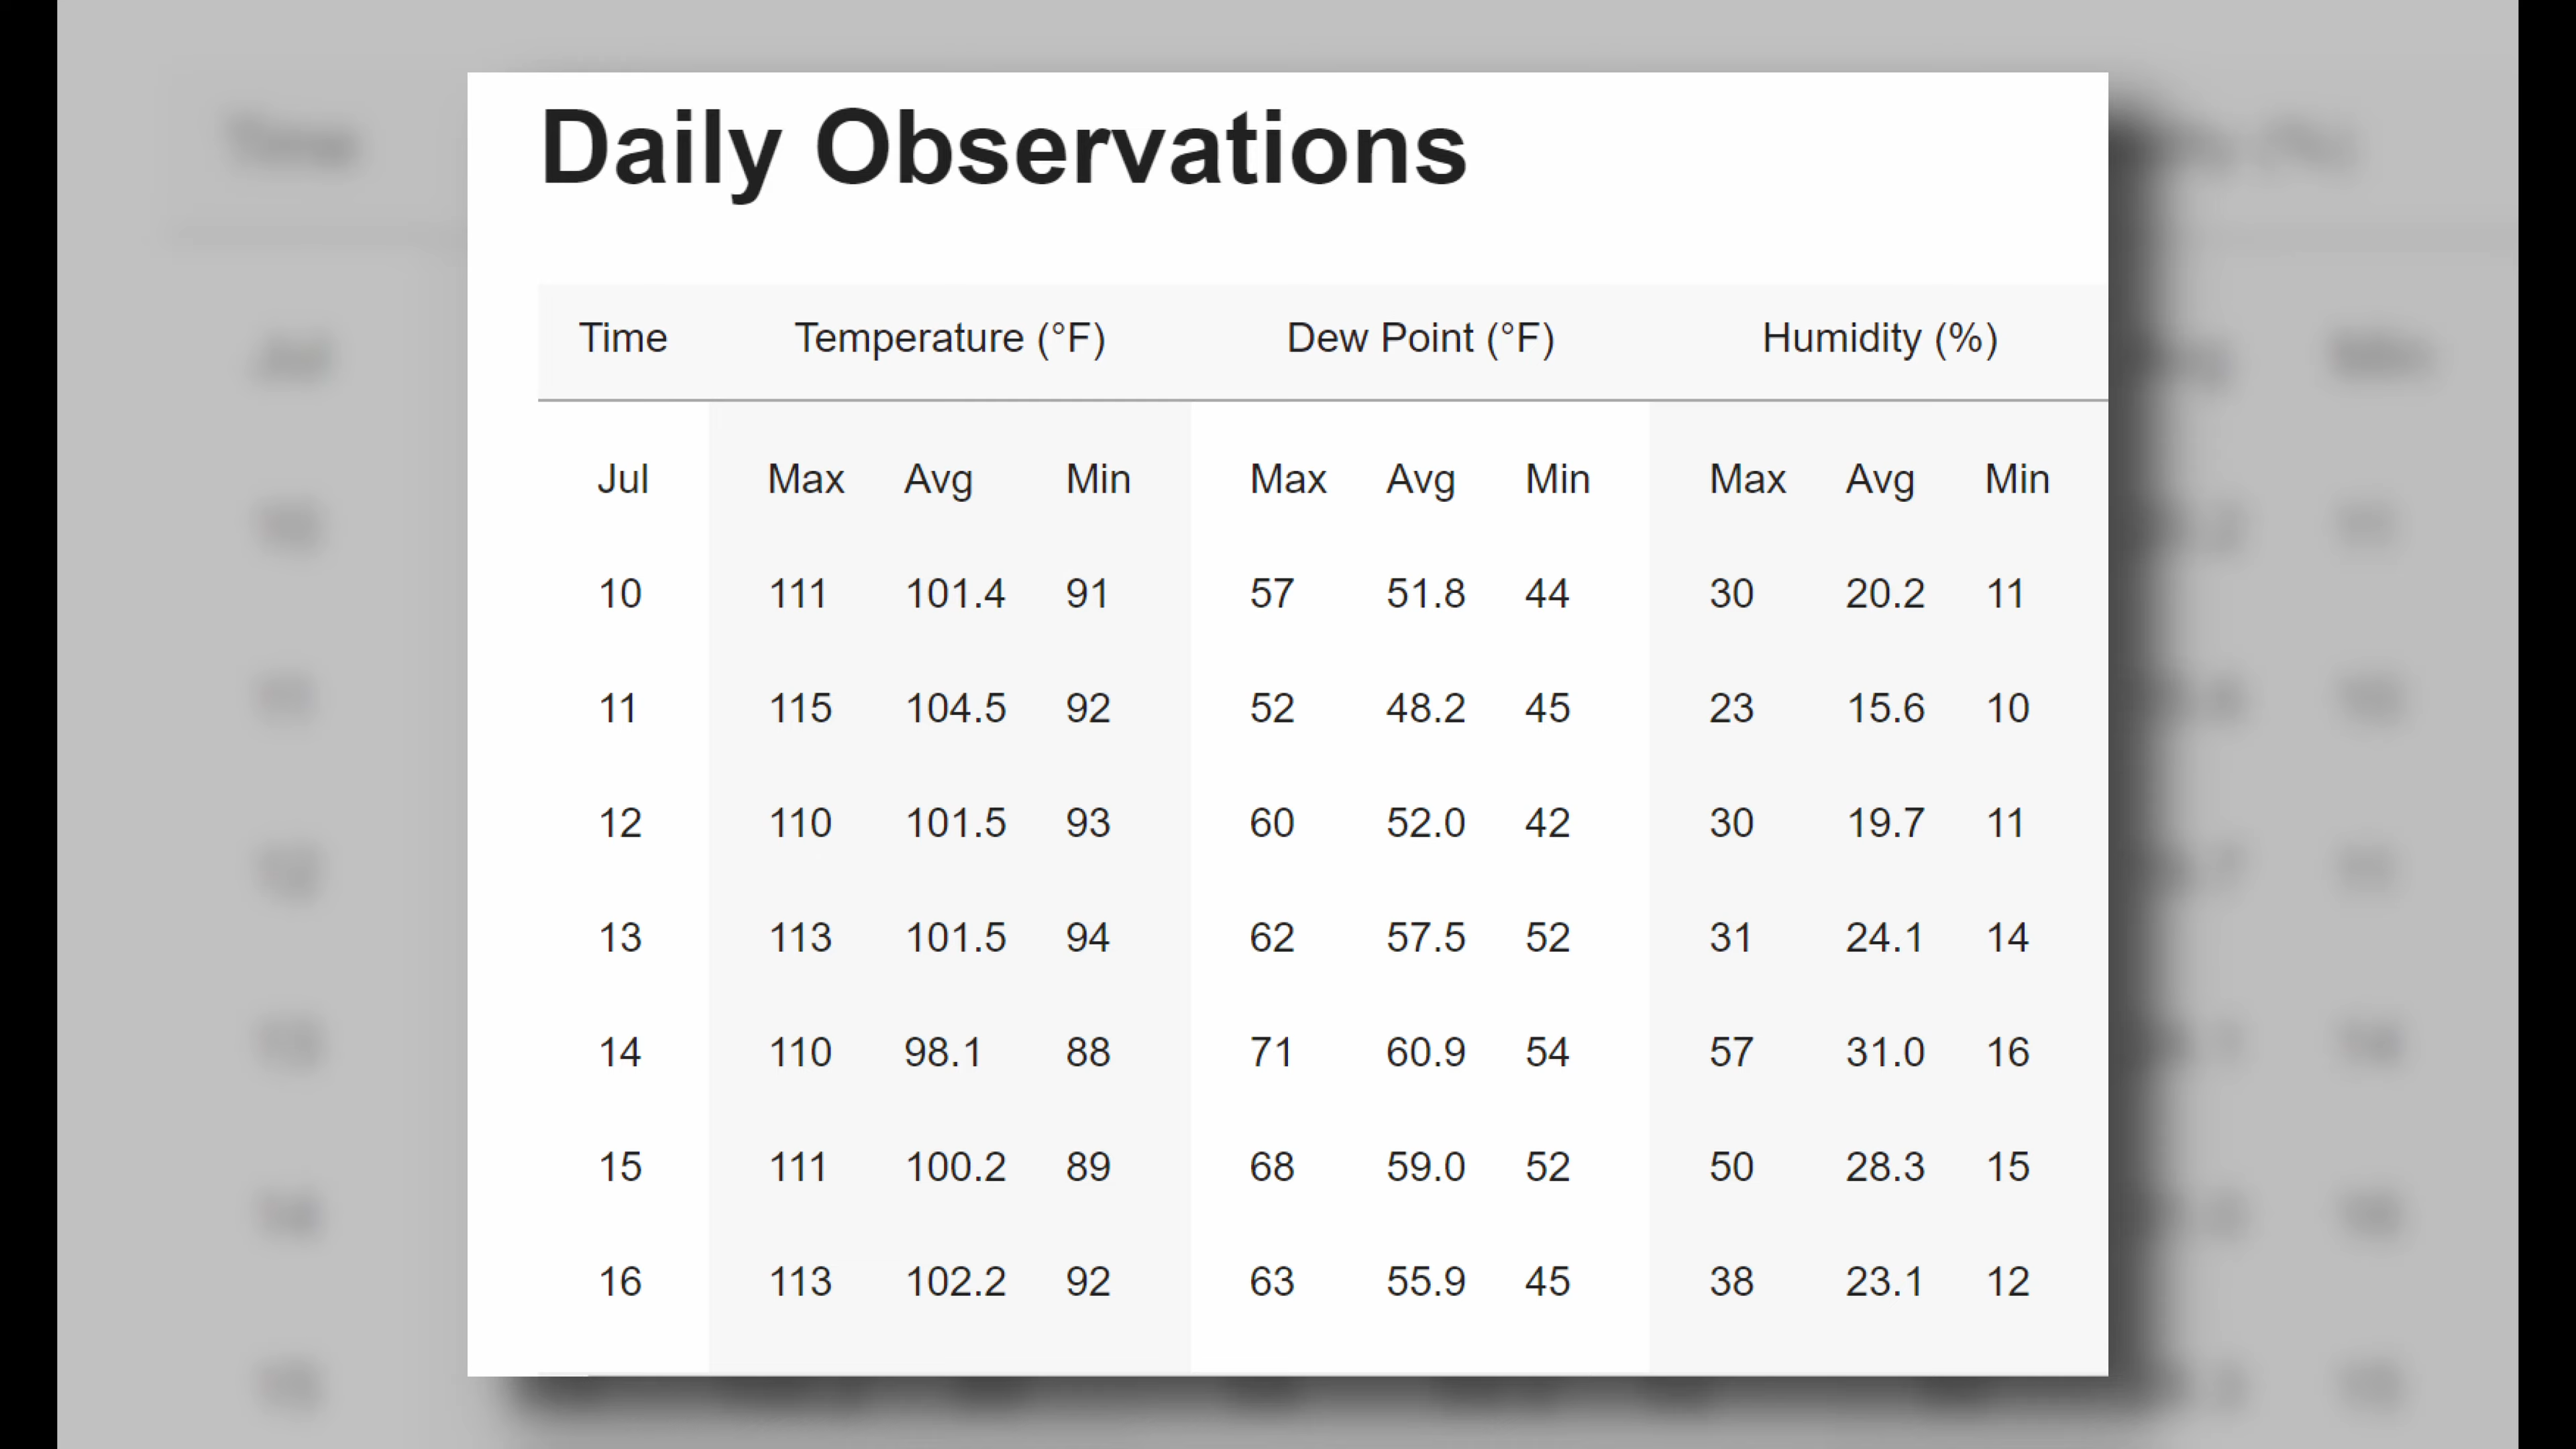 Daily Observations
Time Temperature (°F) Dew Point (°F) Humidity (%)
Jul Max Avg Min Max Avg Min Max Avg Min
10 111 101.4 91 57 51.8 44 30 20.2 11
11 115 104.5 92 52 48.2 45 23 15.6 10
12 110 101.5 93 60 52.0 42 30 19.7 11
13 113 101.5 94 62 57.5 52 31 24.1 14
14 110 98.1 88 71 60.9 54 57 31.0 16
15 111 100.2 89 68 59.0 52 50 28.3 15
16 113 102.2 92 63 55.9 45 38 23.1 12